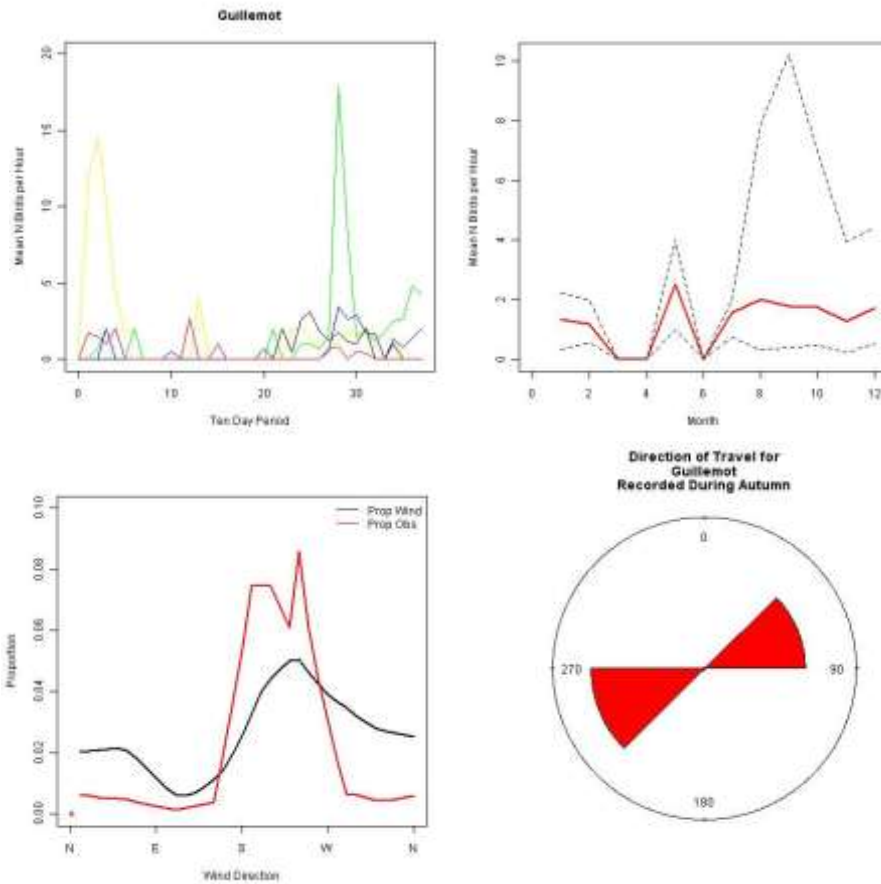 Guillemot
Mean N Birds per Hour
20
15
10
5
0
0 10 20 30
Ten Day Period
Mean N Birds per Hour
10
8
6
4
2
0
0 2 4 6 8 10 12
Month
Proportion
0.10
0.08
0.06
0.04
0.02
0.00
Prop Wind
Prop Obs
N E S W N
Wind Direction
Direction of Travel for
Guillemot
Recorded During Autumn
0
270 90
180